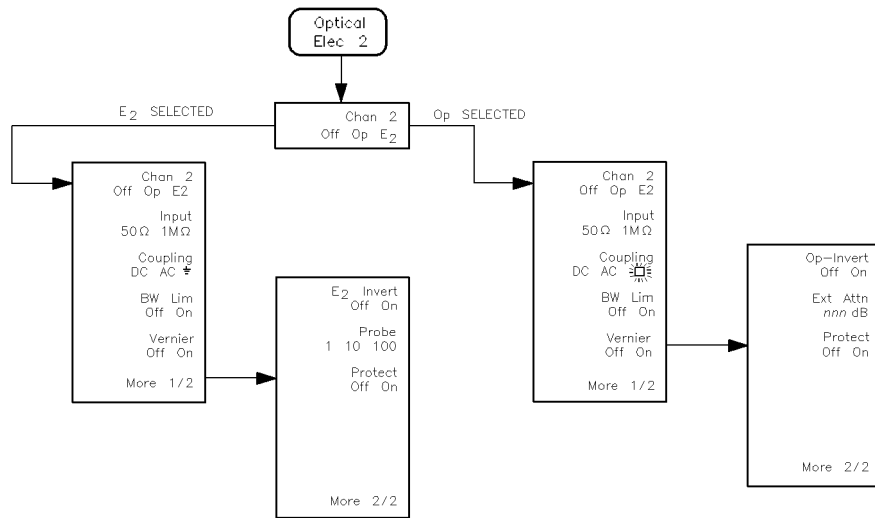 Optical
Elec 2
E2 SELECTED
Chan 2
Off Op E2
Op SELECTED
Chan 2
Off Op E2
Input
50Ω 1MΩ
Coupling
DC AC ⏚
BW Lim
Off On
Vernier
Off On
More 1/2
E2 Invert
Off On
Probe
1 10 100
Protect
Off On
More 2/2
Chan 2
Off Op E2
Input
50Ω 1MΩ
Coupling
DC AC
BW Lim
Off On
Vernier
Off On
More 1/2
Op-Invert
Off On
Ext Attn
nnn dB
Protect
Off On
More 2/2